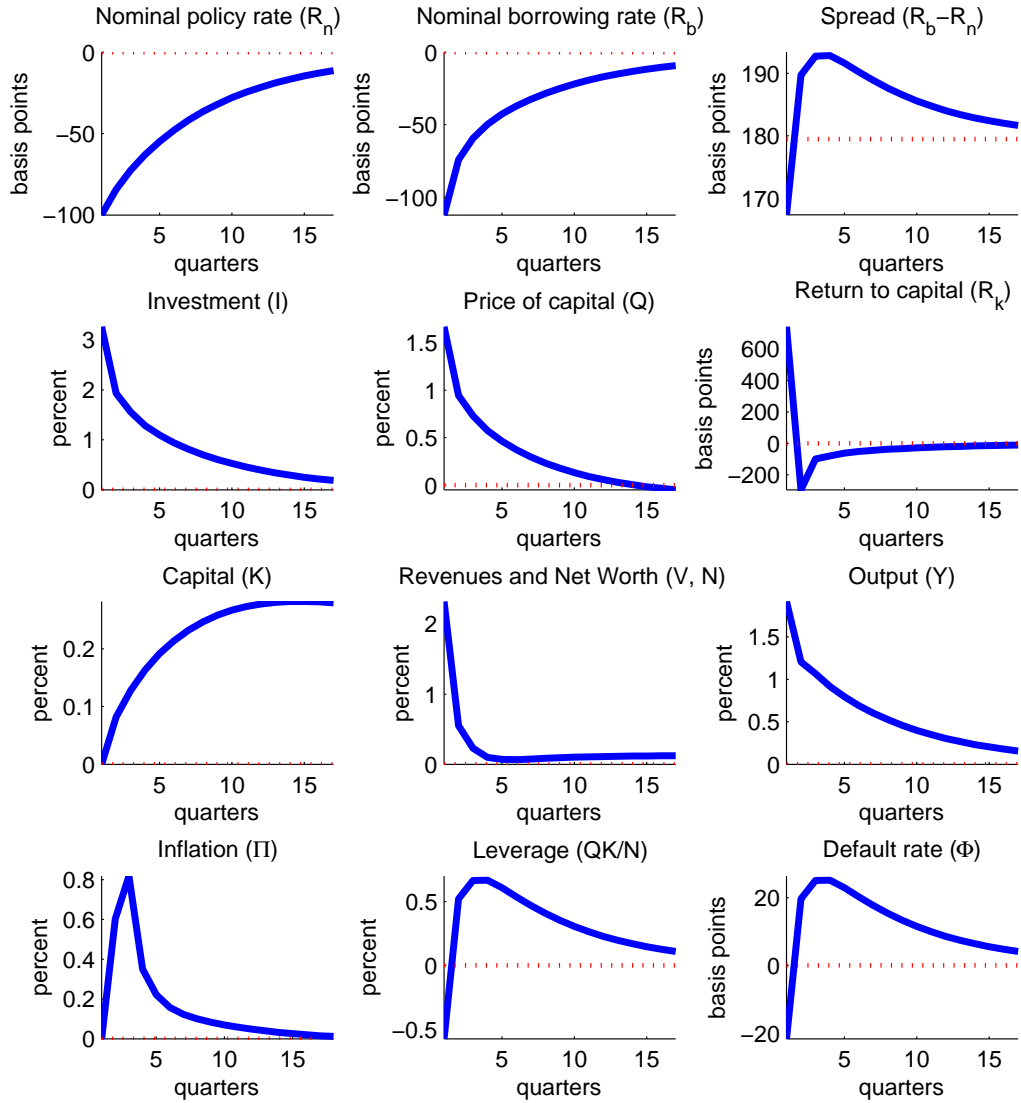 Nominal policy rate (Rn)
Nominal borrowing rate (Rb)
Spread (Rb−Rn)
basis points
0
−50
−100
5 10 15
quarters
basis points
0
−50
−100
5 10 15
quarters
basis points
190
180
170
5 10 15
quarters
Investment (I)
Price of capital (Q)
Return to capital (Rk)
percent
3
2
1
0
5 10 15
quarters
percent
1.5
1
0.5
0
5 10 15
quarters
basis points
600
400
200
0
−200
5 10 15
quarters
Capital (K)
Revenues and Net Worth (V, N)
Output (Y)
percent
0.2
0.1
0
5 10 15
quarters
percent
2
1
0
5 10 15
quarters
percent
1.5
1
0.5
0
5 10 15
quarters
Inflation (Π)
Leverage (QK/N)
Default rate (Φ)
percent
0.8
0.6
0.4
0.2
0
5 10 15
quarters
percent
0.5
0
−0.5
5 10 15
quarters
basis points
20
0
−20
5 10 15
quarters